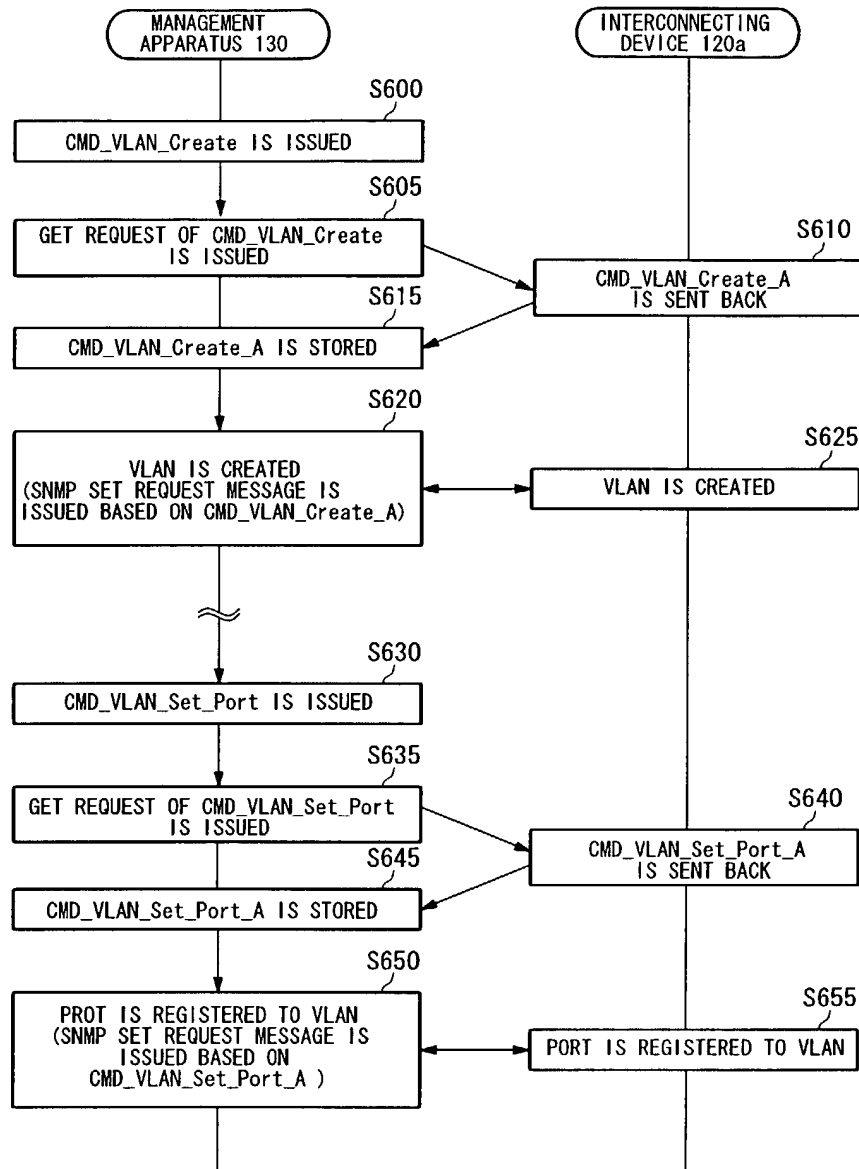 MANAGEMENT
APPARATUS 130
INTERCONNECTING
DEVICE 120a
S600
CMD_VLAN_Create IS ISSUED
S605
GET REQUEST OF CMD_VLAN_Create
IS ISSUED
S610
CMD_VLAN_Create_A
IS SENT BACK
S615
CMD_VLAN_Create_A IS STORED
S620
VLAN IS CREATED
(SNMP SET REQUEST MESSAGE IS
ISSUED BASED ON CMD_VLAN_Create_A)
S625
VLAN IS CREATED
S630
CMD_VLAN_Set_Port IS ISSUED
S635
GET REQUEST OF CMD_VLAN_Set_Port
IS ISSUED
S640
CMD_VLAN_Set_Port_A
IS SENT BACK
S645
CMD_VLAN_Set_Port_A IS STORED
S650
PROT IS REGISTERED TO VLAN
(SNMP SET REQUEST MESSAGE IS
ISSUED BASED ON
CMD_VLAN_Set_Port_A )
S655
PORT IS REGISTERED TO VLAN